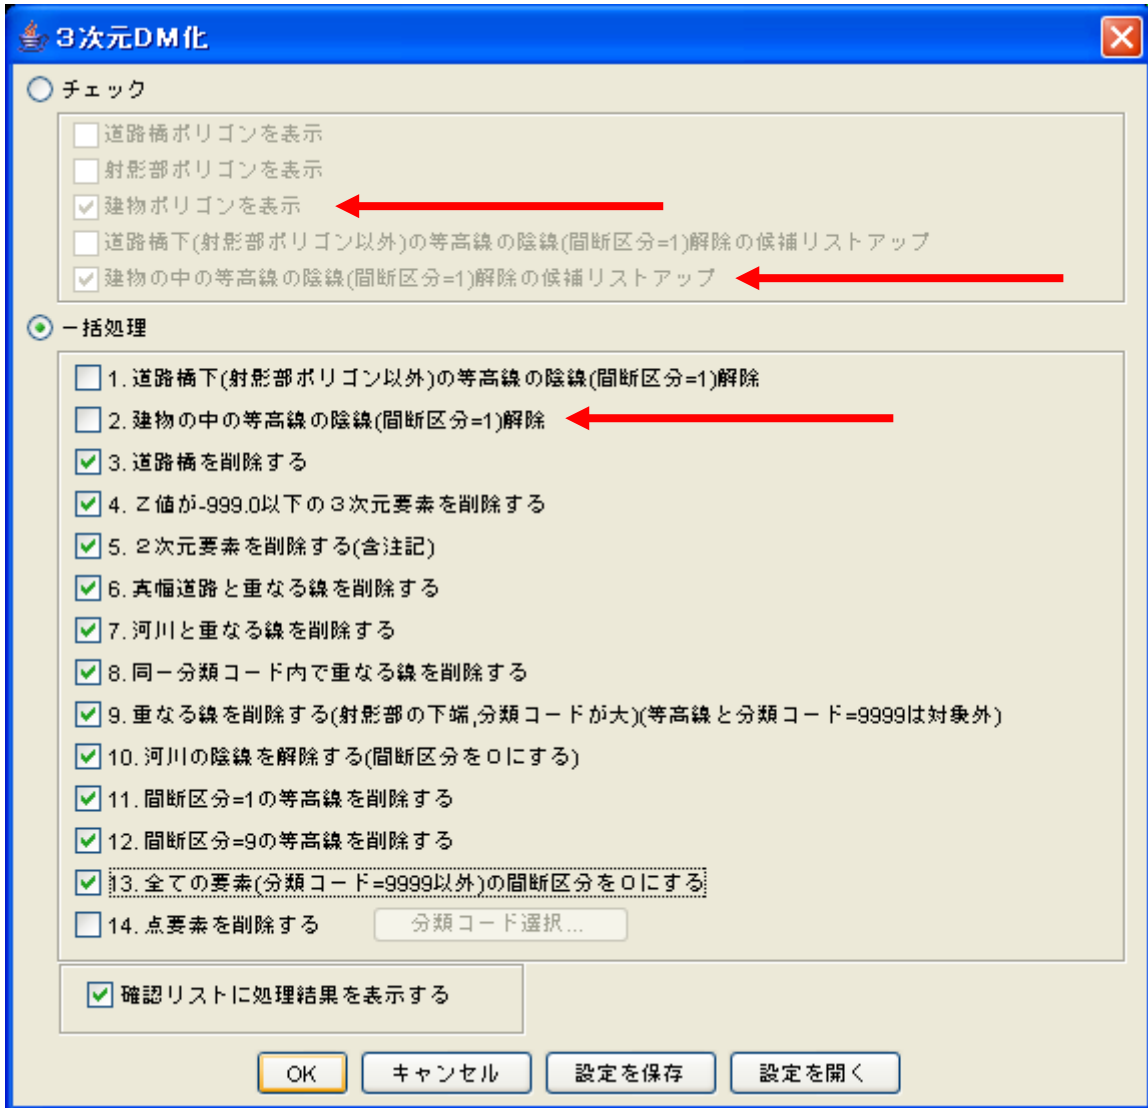 3次元DM化
チェック
道路橋ポリゴンを表示
射影部ポリゴンを表示
建物ポリゴンを表示
道路橋下(射影部ポリゴン以外)の等高線の陰線(間断区分=1)解除の候補リストアップ
建物の中の等高線の陰線(間断区分=1)解除の候補リストアップ
一括処理
1. 道路橋下(射影部ポリゴン以外)の等高線の陰線(間断区分=1)解除
2. 建物の中の等高線の陰線(間断区分=1)解除
3. 道路橋を削除する
4. Z値が-999.0以下の3次元要素を削除する
5. 2次元要素を削除する(含注記)
6. 真幅道路と重なる線を削除する
7. 河川と重なる線を削除する
8. 同一分類コード内で重なる線を削除する
9. 重なる線を削除する(射影部の下端,分類コードが大)(等高線と分類コード=9999は対象外)
10. 河川の陰線を解除する(間断区分を0にする)
11. 間断区分=1の等高線を削除する
12. 間断区分=9の等高線を削除する
13. 全ての要素(分類コード=9999以外)の間断区分を0にする
14. 点要素を削除する 分類コード選択...
確認リストに処理結果を表示する
OK キャンセル 設定を保存 設定を開く